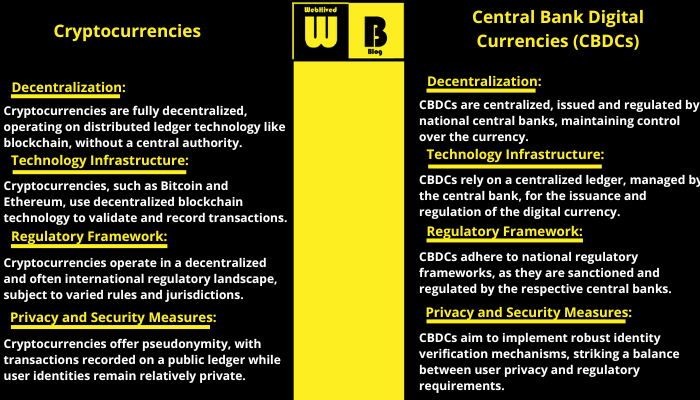 Cryptocurrencies
Decentralization:
Cryptocurrencies are fully decentralized,
operating on distributed ledger technology like
blockchain, without a central authority.
Technology Infrastructure:
Cryptocurrencies, such as Bitcoin and
Ethereum, use decentralized blockchain
technology to validate and record transactions.
Regulatory Framework:
Cryptocurrencies operate in a decentralized
and often international regulatory landscape,
subject to varied rules and jurisdictions.
Privacy and Security Measures:
Cryptocurrencies offer pseudonymity, with
transactions recorded on a public ledger while
user identities remain relatively private.
WebHived
W B
Blog
Central Bank Digital
Currencies (CBDCs)
Decentralization:
CBDCs are centralized, issued and regulated by
national central banks, maintaining control
over the currency.
Technology Infrastructure:
CBDCs rely on a centralized ledger, managed by
the central bank, for the issuance and
regulation of the digital currency.
Regulatory Framework:
CBDCs adhere to national regulatory
frameworks, as they are sanctioned and
regulated by the respective central banks.
Privacy and Security Measures:
CBDCs aim to implement robust identity
verification mechanisms, striking a balance
between user privacy and regulatory
requirements.